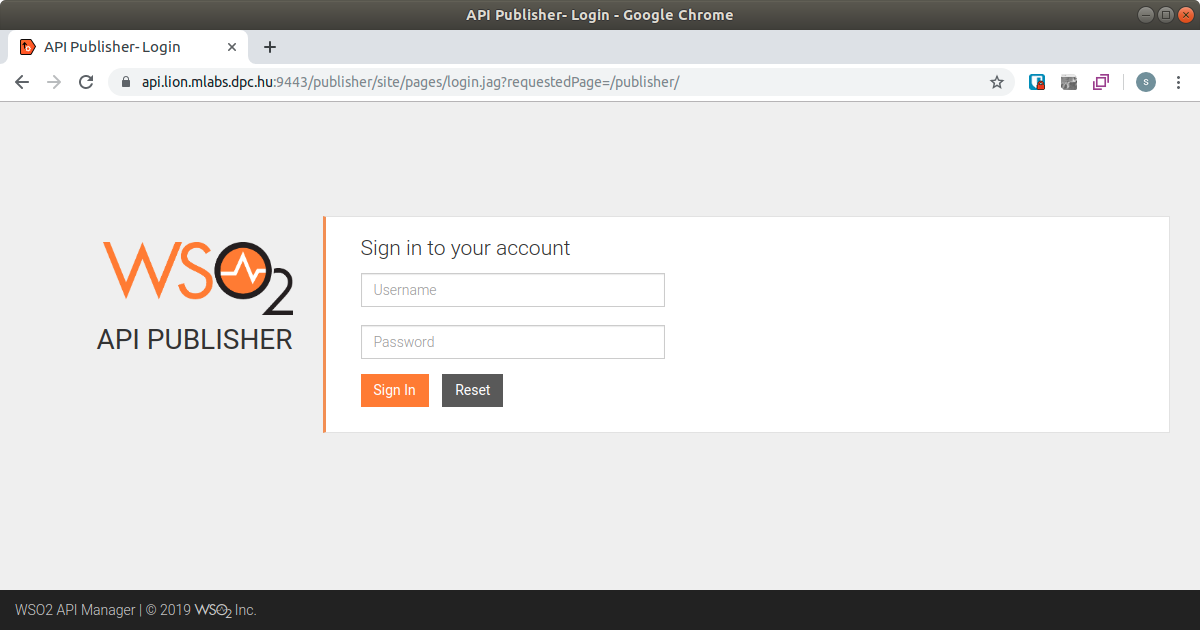 API Publisher- Login - Google Chrome
API Publisher- Login
api.lion.mlabs.dpc.hu:9443/publisher/site/pages/login.jag?requestedPage=/publisher/
s
WSO2
API PUBLISHER
Sign in to your account
Username
Password
Sign In Reset
WSO2 API Manager | © 2019 WSO2 Inc.